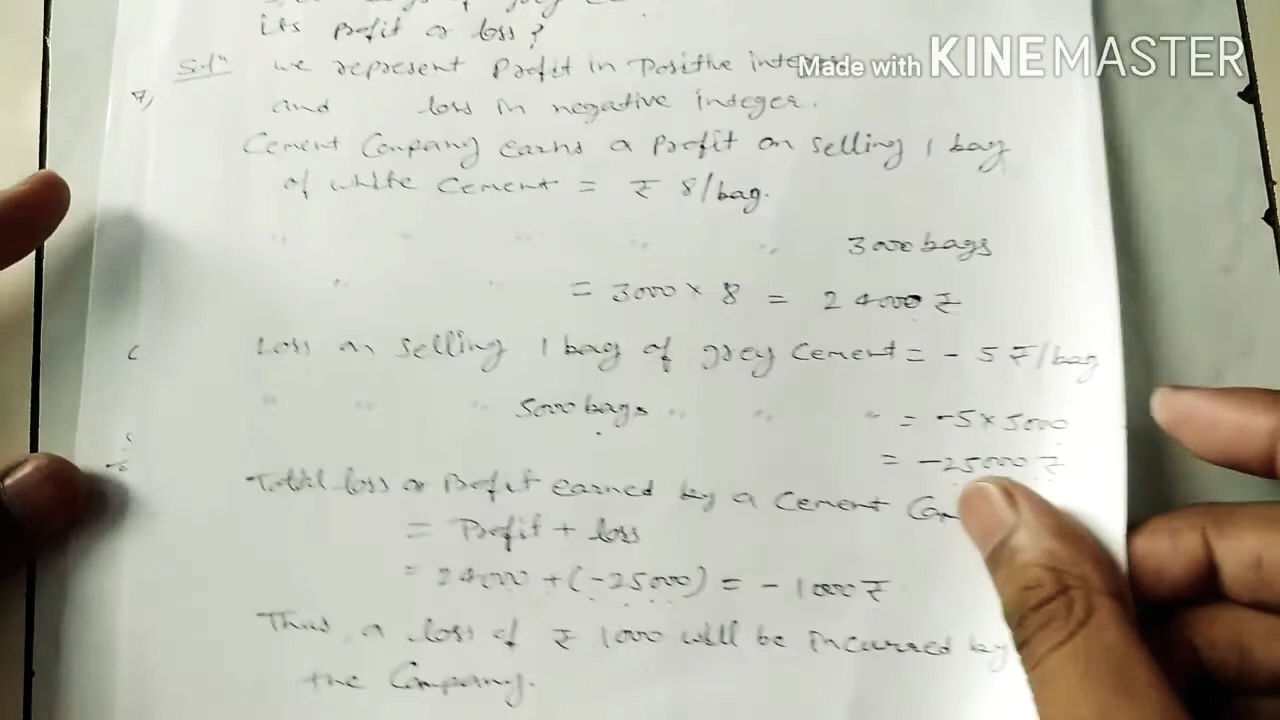 its profit or loss?
Soln we represent Profit in Positive
Made with KINEMASTER
7, and loss in negative integer.
Cement Company earns a Profit on selling 1 bag
of white Cement = ₹ 8/bag.
" " " " " 3000 bags
" " = 3000 × 8 = 24000 ₹
Loss on selling 1 bag of grey Cement = - 5 ₹/bag
" " " 5000 bags " " " = -5 × 5000
= -25000 ₹
Total loss or Profit earned by a Cement
= Profit + loss
= 24000 + (-25000) = - 1000 ₹
Thus a loss of ₹ 1000 will be incurred by
the Company.